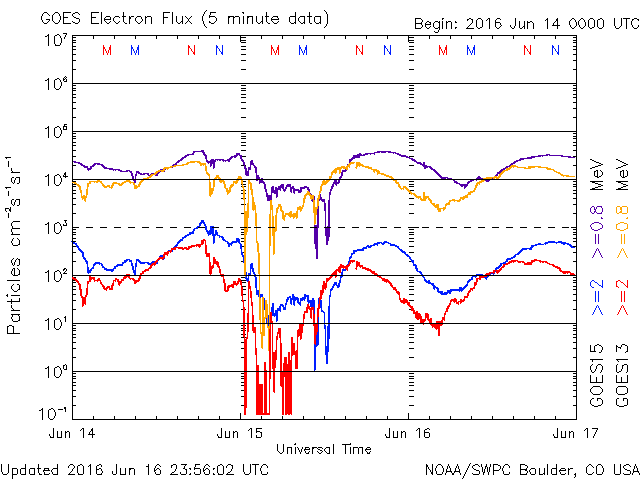 GOES Electron Flux (5 minute data)
Begin: 2016 Jun 14 0000 UTC
M M N N M M N N M M N N
10⁷
10⁶
10⁵
10⁴
10³
10²
10¹
10⁰
10⁻¹
Particles cm⁻²s⁻¹sr⁻¹
GOES15 >=2 >=0.8 MeV
GOES13 >=2 >=0.8 MeV
Jun 14 Jun 15 Jun 16 Jun 17
Universal Time
Updated 2016 Jun 16 23:56:02 UTC
NOAA/SWPC Boulder, CO USA